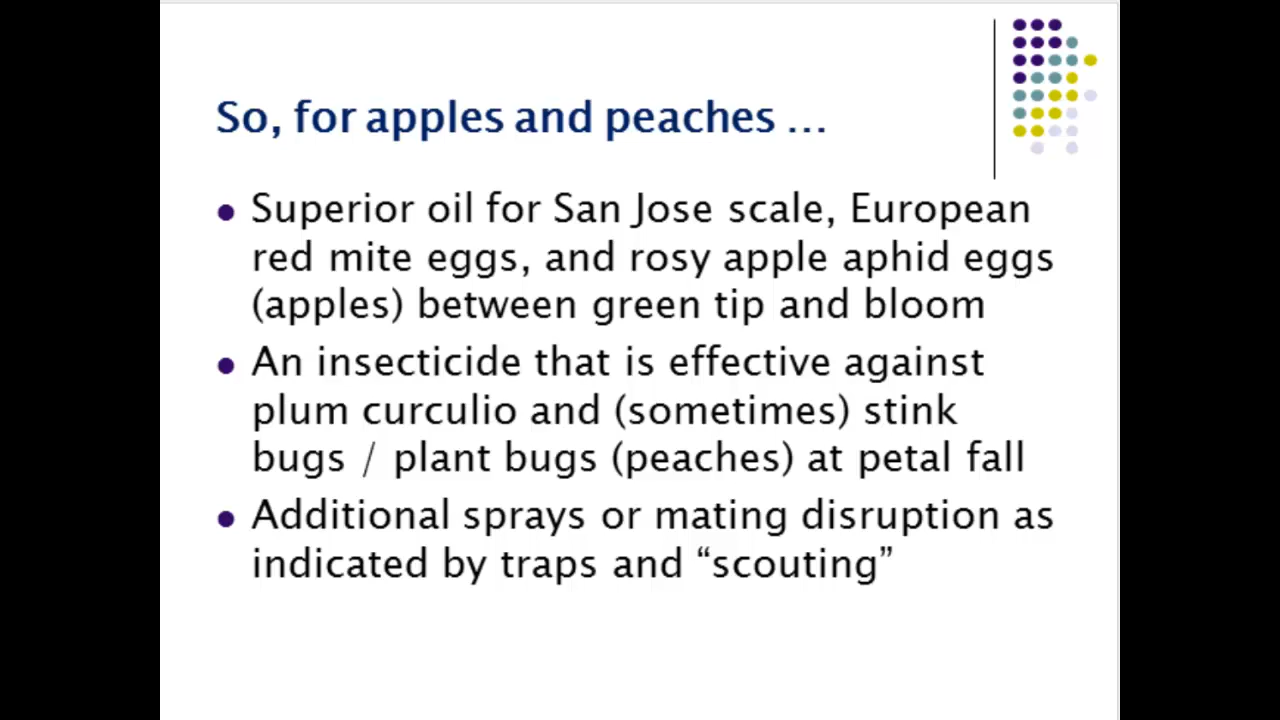 So, for apples and peaches …
• Superior oil for San Jose scale, European
red mite eggs, and rosy apple aphid eggs
(apples) between green tip and bloom
• An insecticide that is effective against
plum curculio and (sometimes) stink
bugs / plant bugs (peaches) at petal fall
• Additional sprays or mating disruption as
indicated by traps and “scouting”